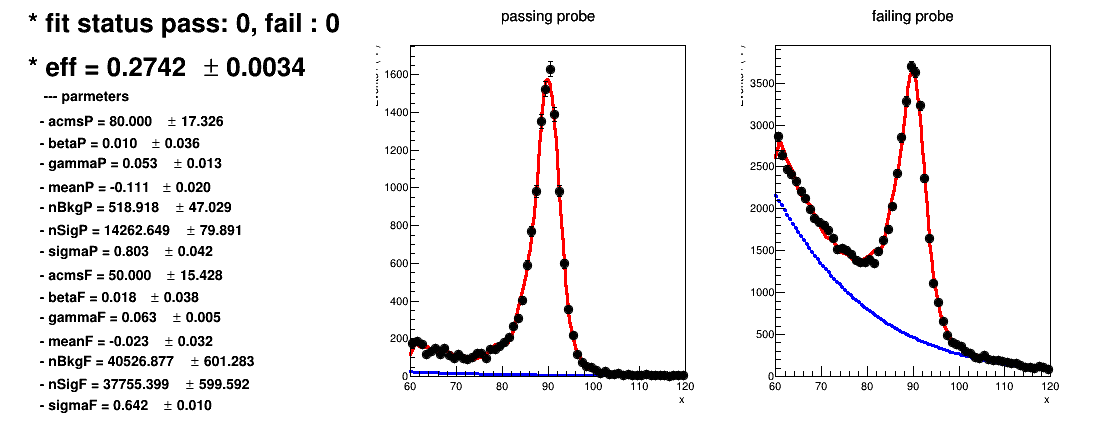 * fit status pass: 0, fail : 0
* eff = 0.2742 ± 0.0034
--- parmeters
- acmsP = 80.000 ± 17.326
- betaP = 0.010 ± 0.036
- gammaP = 0.053 ± 0.013
- meanP = -0.111 ± 0.020
- nBkgP = 518.918 ± 47.029
- nSigP = 14262.649 ± 79.891
- sigmaP = 0.803 ± 0.042
- acmsF = 50.000 ± 15.428
- betaF = 0.018 ± 0.038
- gammaF = 0.063 ± 0.005
- meanF = -0.023 ± 0.032
- nBkgF = 40526.877 ± 601.283
- nSigF = 37755.399 ± 599.592
- sigmaF = 0.642 ± 0.010
passing probe
1600
1400
1200
1000
800
600
400
200
0
60 70 80 90 100 110 120
x
failing probe
3500
3000
2500
2000
1500
1000
500
0
60 70 80 90 100 110 120
x